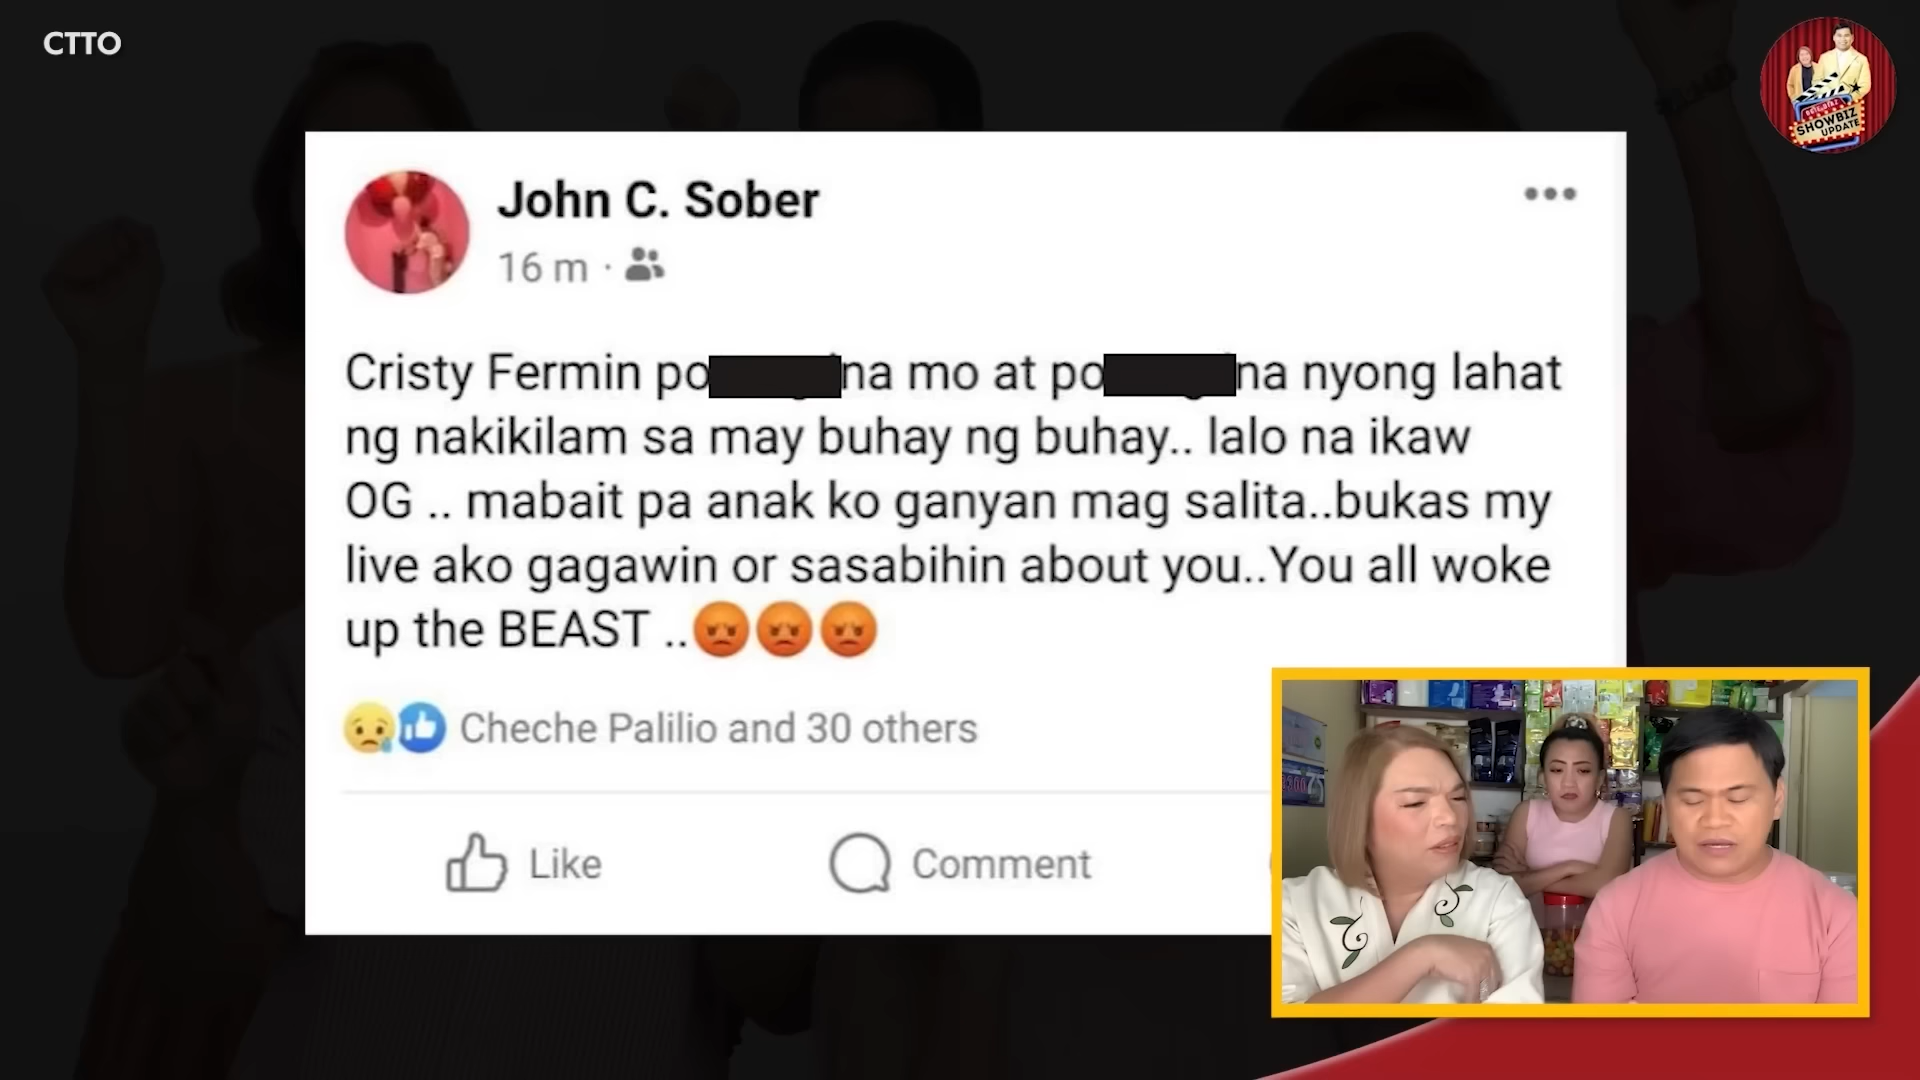 CTTO
SHOWBIZ
UPDATE
John C. Sober
16 m ·
Cristy Fermin po na mo at po na nyong lahat
ng nakikilam sa may buhay ng buhay.. lalo na ikaw
OG .. mabait pa anak ko ganyan mag salita..bukas my
live ako gagawin or sasabihin about you..You all woke
up the BEAST ..😡😡😡
Cheche Palilio and 30 others
Like
Comment